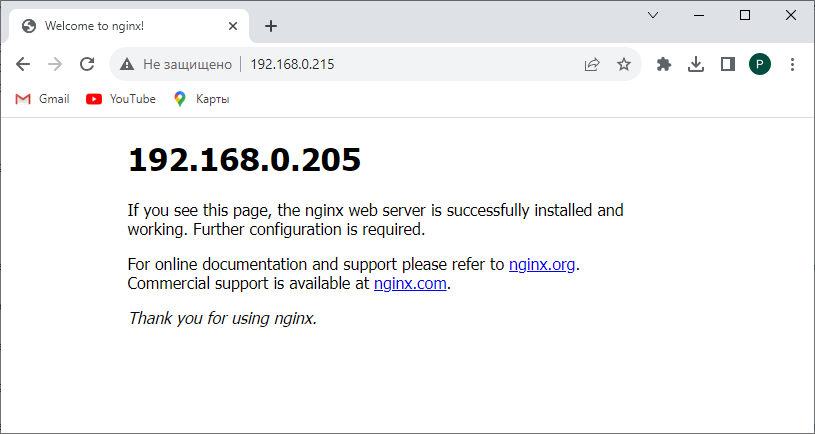 Welcome to nginx!
Не защищено 192.168.0.215
P
Gmail YouTube Карты
192.168.0.205
If you see this page, the nginx web server is successfully installed and
working. Further configuration is required.
For online documentation and support please refer to nginx.org.
Commercial support is available at nginx.com.
Thank you for using nginx.